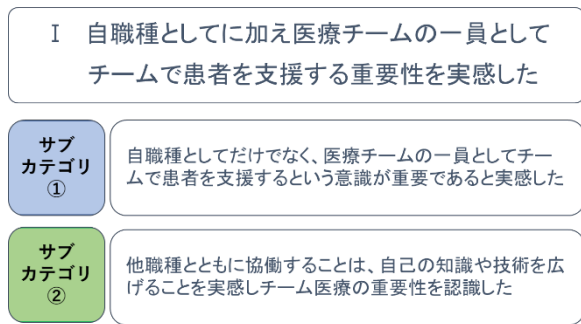 Ⅰ 自職種としてに加え医療チームの一員として
チームで患者を支援する重要性を実感した
サブ
カテゴリ
①
自職種としてだけでなく、医療チームの一員としてチー
ムで患者を支援するという意識が重要であると実感した
サブ
カテゴリ
②
他職種とともに協働することは、自己の知識や技術を広
げることを実感しチーム医療の重要性を認識した